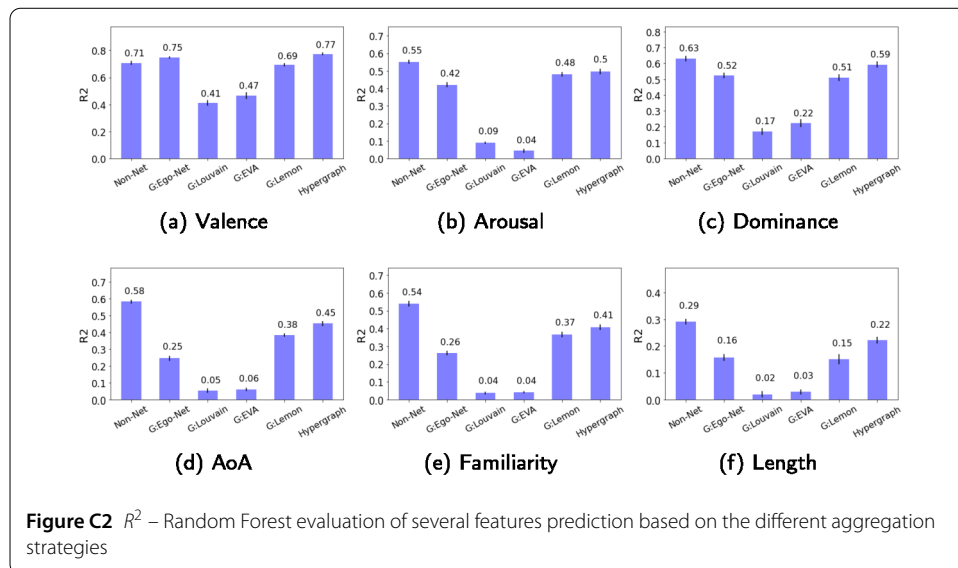 0.8
0.6
0.4
0.2
0.0
R2
0.71
0.75
0.41
0.47
0.69
0.77
Non-Net
G:Ego-Net
G:Louvain
G:EVA
G:Lemon
Hypergraph
(a) Valence
0.7
0.6
0.5
0.4
0.3
0.2
0.1
0.0
R2
0.55
0.42
0.09
0.04
0.48
0.5
Non-Net
G:Ego-Net
G:Louvain
G:EVA
G:Lemon
Hypergraph
(b) Arousal
0.8
0.7
0.6
0.5
0.4
0.3
0.2
0.1
0.0
R2
0.63
0.52
0.17
0.22
0.51
0.59
Non-Net
G:Ego-Net
G:Louvain
G:EVA
G:Lemon
Hypergraph
(c) Dominance
0.7
0.6
0.5
0.4
0.3
0.2
0.1
0.0
R2
0.58
0.25
0.05
0.06
0.38
0.45
Non-Net
G:Ego-Net
G:Louvain
G:EVA
G:Lemon
Hypergraph
(d) AoA
0.7
0.6
0.5
0.4
0.3
0.2
0.1
0.0
R2
0.54
0.26
0.04
0.04
0.37
0.41
Non-Net
G:Ego-Net
G:Louvain
G:EVA
G:Lemon
Hypergraph
(e) Familiarity
0.4
0.3
0.2
0.1
0.0
R2
0.29
0.16
0.02
0.03
0.15
0.22
Non-Net
G:Ego-Net
G:Louvain
G:EVA
G:Lemon
Hypergraph
(f) Length
Figure C2 R² – Random Forest evaluation of several features prediction based on the different aggregation
strategies